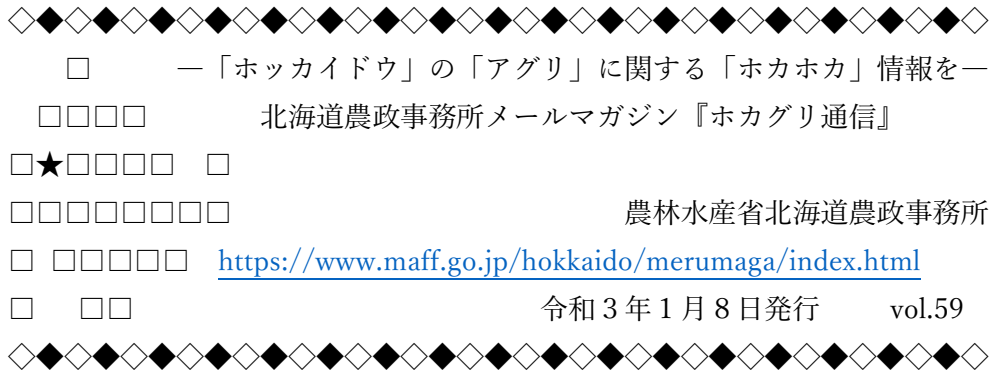 ◇◆◇◆◇◆◇◆◇◆◇◆◇◆◇◆◇◆◇◆◇◆◇◆◇◆◇◆◇◆◇◆◇◆◇
□ ―「ホッカイドウ」の「アグリ」に関する「ホカホカ」情報を―
□□□□ 北海道農政事務所メールマガジン『ホカグリ通信』
□★□□□□ □
□□□□□□□□ 農林水産省北海道農政事務所
□ □□□□□ https://www.maff.go.jp/hokkaido/merumaga/index.html
□ □□ 令和３年１月８日発行 vol.59
◇◆◇◆◇◆◇◆◇◆◇◆◇◆◇◆◇◆◇◆◇◆◇◆◇◆◇◆◇◆◇◆◇◆◇